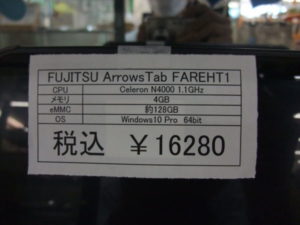 FUJITSU ArrowsTab FAREHT1
CPU Celeron N4000 1.1GHz
メモリ 4GB
eMMC 約128GB
OS Windows10 Pro 64bit
税込 ￥16280